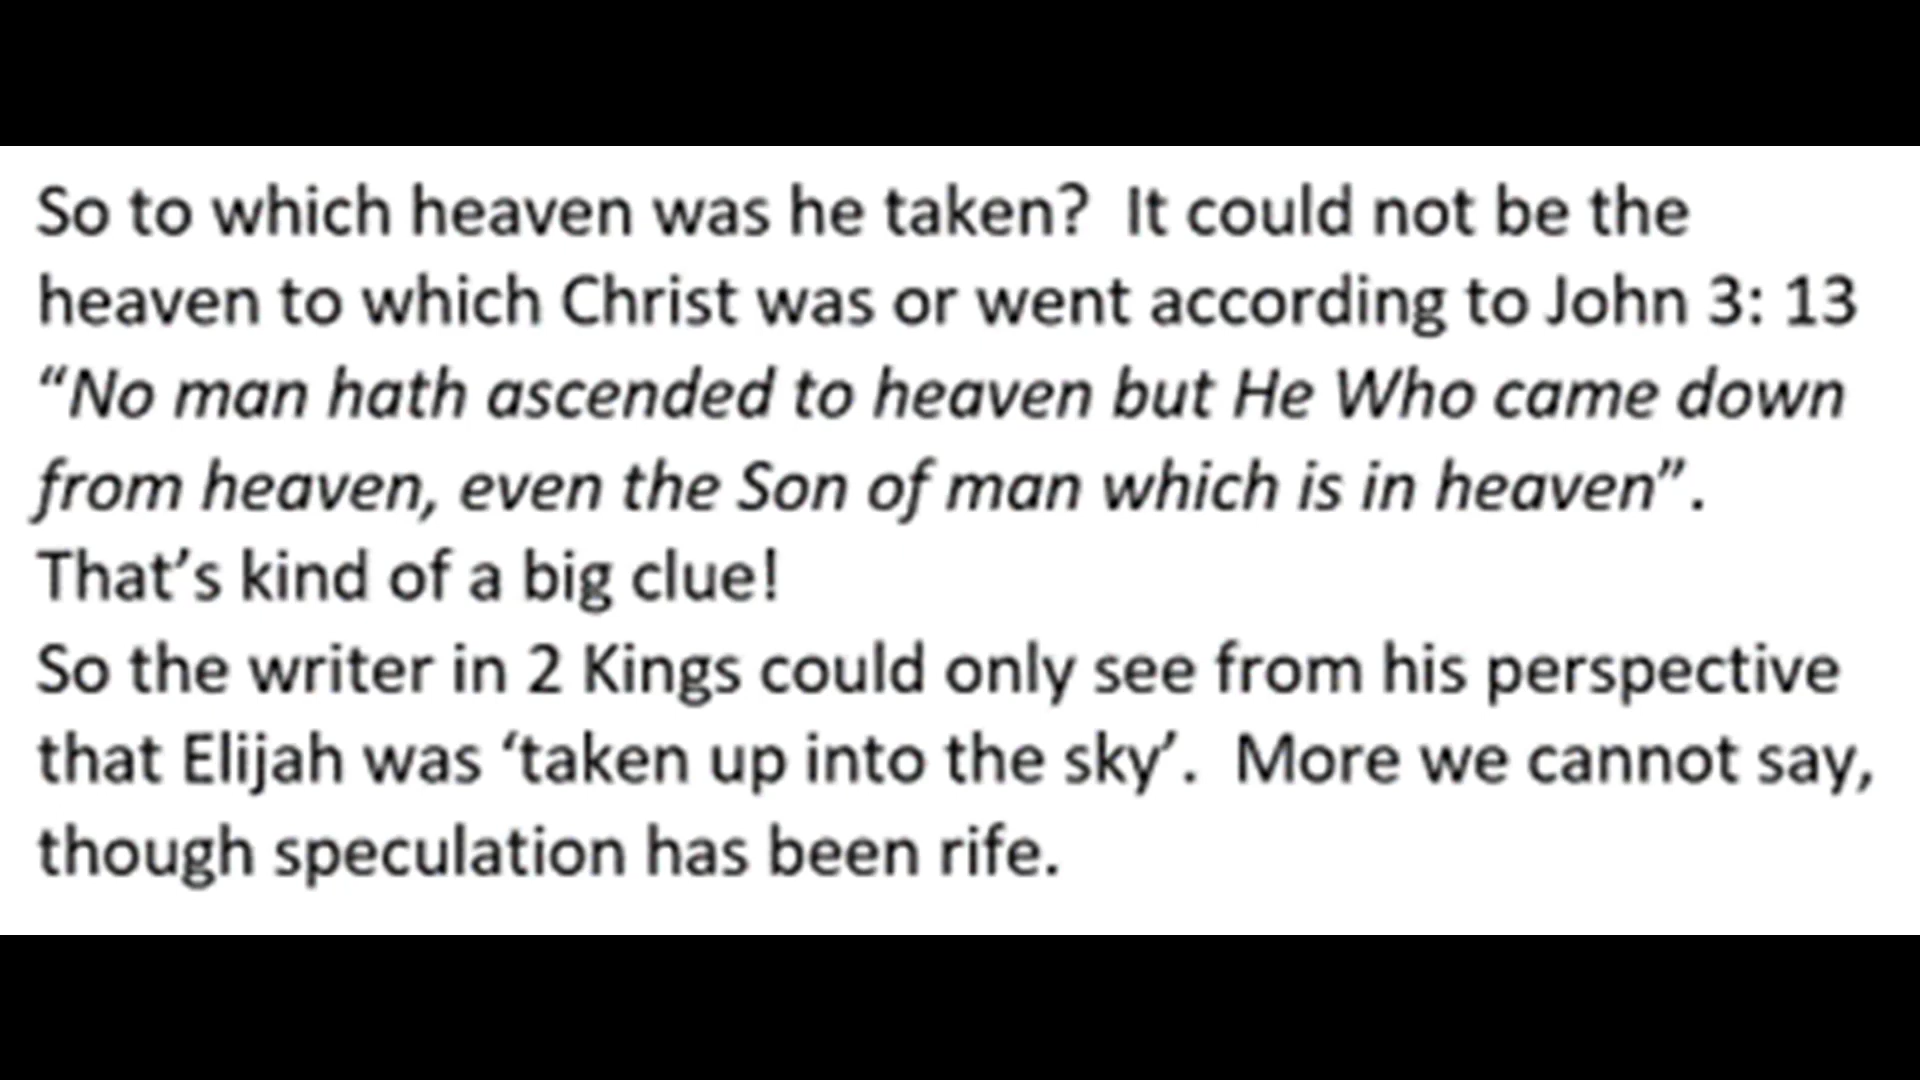 So to which heaven was he taken?  It could not be the
heaven to which Christ was or went according to John 3: 13
“No man hath ascended to heaven but He Who came down
from heaven, even the Son of man which is in heaven”.
That’s kind of a big clue!
So the writer in 2 Kings could only see from his perspective
that Elijah was ‘taken up into the sky’.  More we cannot say,
though speculation has been rife.